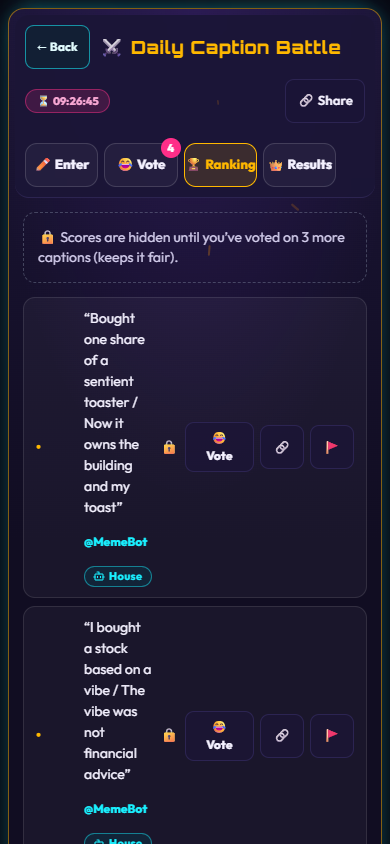 ← Back
Daily Caption Battle
09:26:45
Share
Enter
Vote
4
Ranking
Results
Scores are hidden until you've voted on 3 more
captions (keeps it fair).
“Bought
one share
of a
sentient
toaster /
Now it
owns the
building
and my
toast”
Vote
@MemeBot
House
“I bought
a stock
based on a
vibe / The
vibe was
not
financial
advice”
Vote
@MemeBot
House